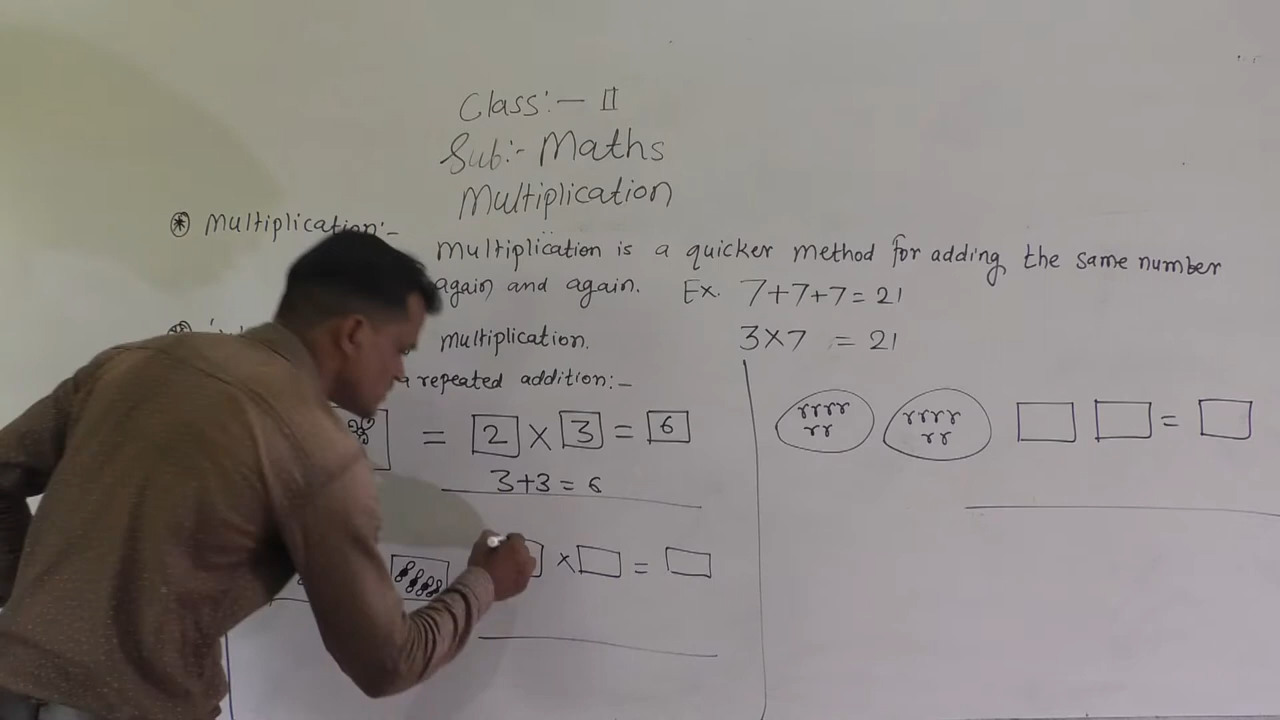 Class:- II
Sub:- Maths
Multiplication
Multiplication:-
Multiplication is a quicker method for adding the same number
again and again. Ex. 7+7+7=21
multiplication. 3×7 = 21
a repeated addition:-
= 2 × 3 = 6
3+3 = 6
× =
=